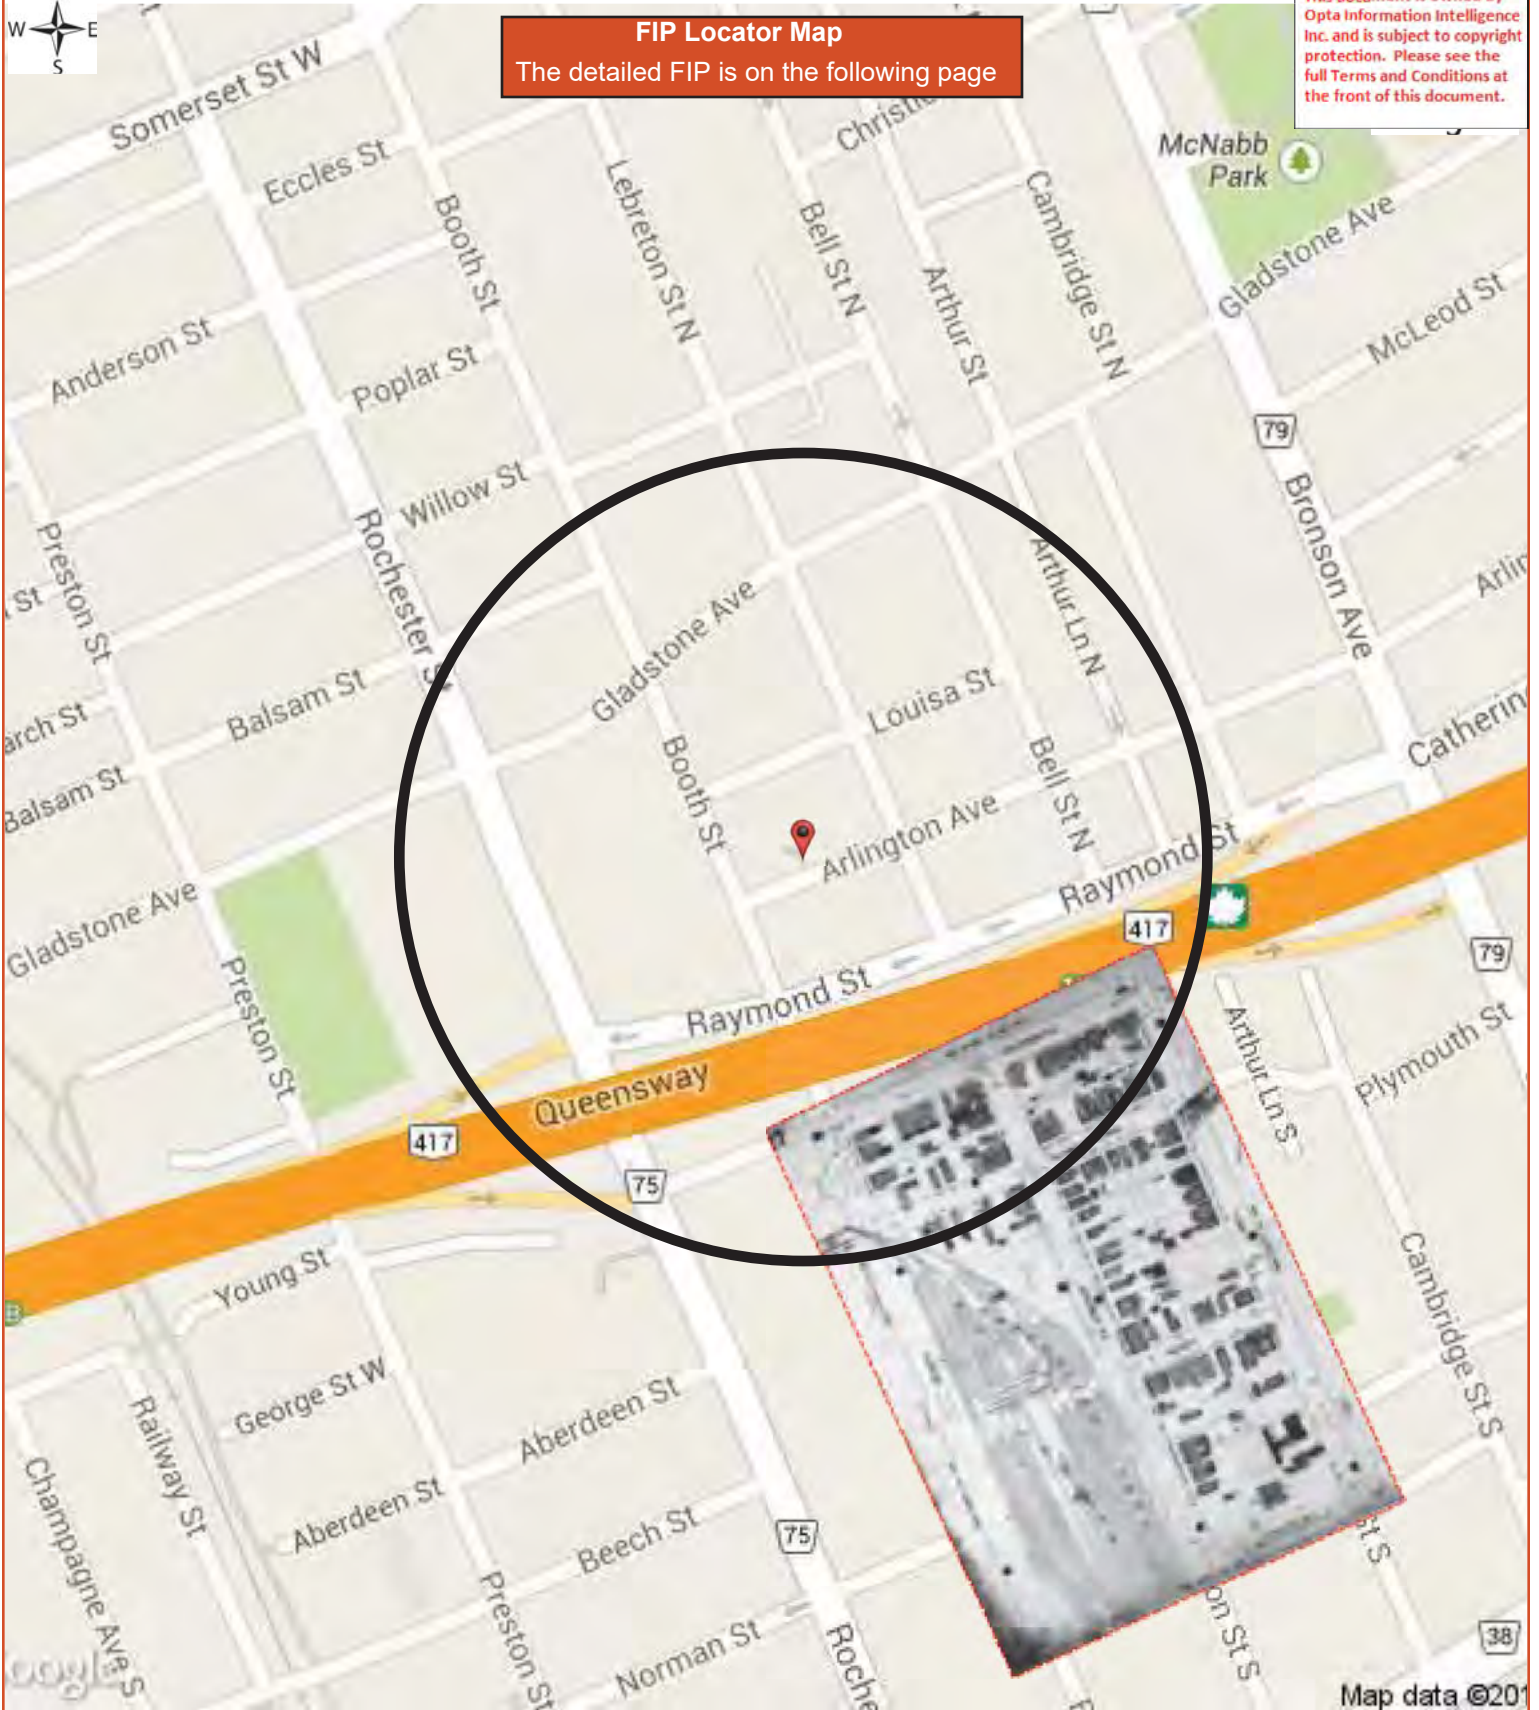 W
E
S
FIP Locator Map
The detailed FIP is on the following page
Opta Information Intelligence
Inc. and is subject to copyright
protection. Please see the
full Terms and Conditions at
the front of this document.
Somerset St W
Eccles St
Anderson St
Booth St
Lebreton St N
Bell St N
Arthur St
Cambridge St N
McNabb
Park
Gladstone Ave
McLeod St
Poplar St
Willow St
79
Preston St
Rochester St
Bronson Ave
St
Arthur Ln N
Gladstone Ave
Balsam St
Louisa St
Balsam St
Booth St
Bell St N
Arlington Ave
Raymond St
Gladstone Ave
Preston St
417
79
Raymond St
Queensway
417
75
Arthur Ln S
Plymouth St
Young St
Cambridge St S
George St W
Aberdeen St
Railway St
Champagne Ave S
Aberdeen St
Beech St
75
Preston St
Norman St
St S
on St S
38
Map data ©201